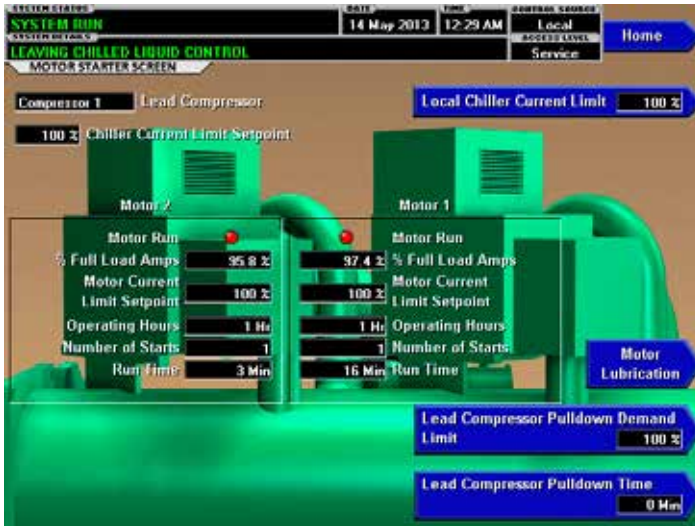 SYSTEM STATUS
SYSTEM RUN
DATE
14 May 2013
TIME
12:29 AM
CONTROL SOURCE
Local
SYSTEM DETAILS
LEAVING CHILLED LIQUID CONTROL
ACCESS LEVEL
Service
Home
MOTOR STARTER SCREEN
Compressor 1 Lead Compressor
Local Chiller Current Limit 100 %
100 % Chiller Current Limit Setpoint
Motor 2
Motor 1
Motor Run
Motor Run
% Full Load Amps 95.8 %
97.4 % % Full Load Amps
Motor Current
Limit Setpoint 100 %
100 % Motor Current
Limit Setpoint
Operating Hours 1 Hr
1 Hr Operating Hours
Number of Starts 1
1 Number of Starts
Run Time 3 Min
16 Min Run Time
Motor
Lubrication
Lead Compressor Pulldown Demand
Limit 100 %
Lead Compressor Pulldown Time
0 Min